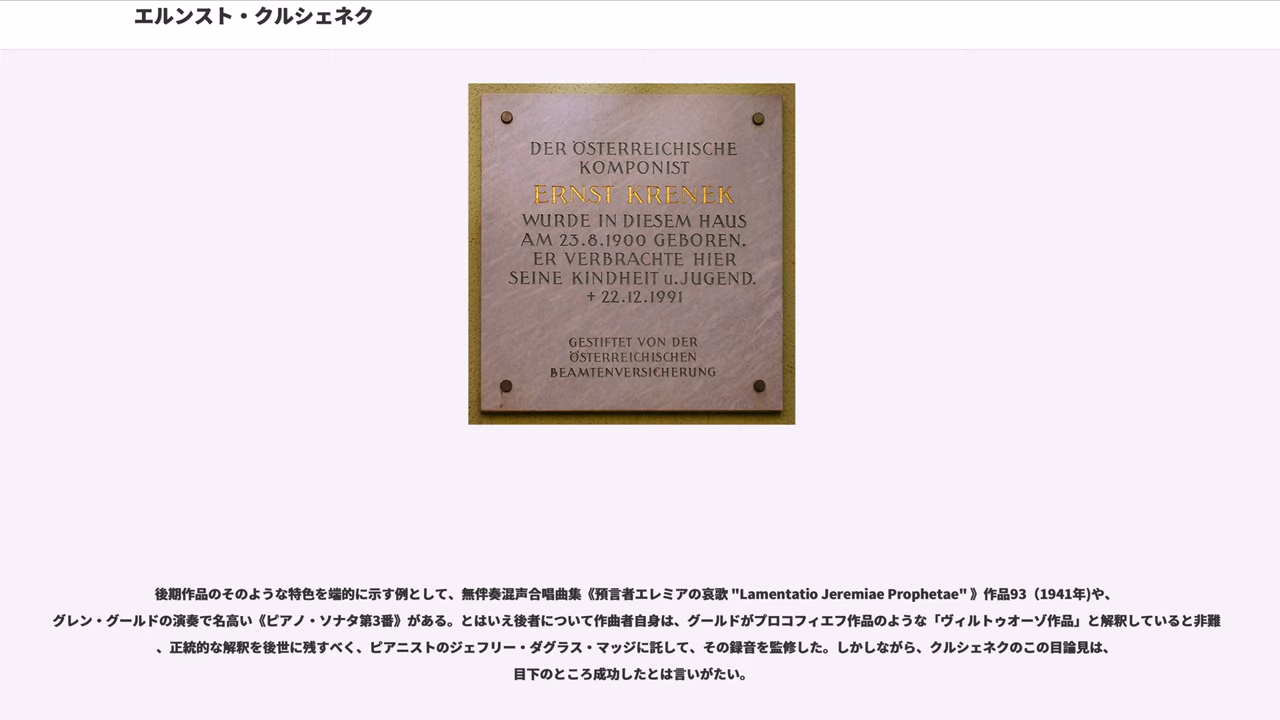 エルンスト・クルシェネク
DER ÖSTERREICHISCHE
KOMPONIST
ERNST KRENEK
WURDE IN DIESEM HAUS
AM 23.8.1900 GEBOREN.
ER VERBRACHTE HIER
SEINE KINDHEIT u. JUGEND.
+ 22.12.1991
GESTIFTET VON DER
ÖSTERREICHISCHEN
BEAMTENVERSICHERUNG
後期作品のそのような特色を端的に示す例として、無伴奏混声合唱曲集《預言者エレミアの哀歌 "Lamentatio Jeremiae Prophetae" 》作品93（1941年)や、
グレン・グールドの演奏で名高い《ピアノ・ソナタ第3番》がある。とはいえ後者について作曲者自身は、グールドがプロコフィエフ作品のような「ヴィルトゥオーゾ作品」と解釈していると非難
、正統的な解釈を後世に残すべく、ピアニストのジェフリー・ダグラス・マッジに託して、その録音を監修した。しかしながら、クルシェネクのこの目論見は、
目下のところ成功したとは言いがたい。